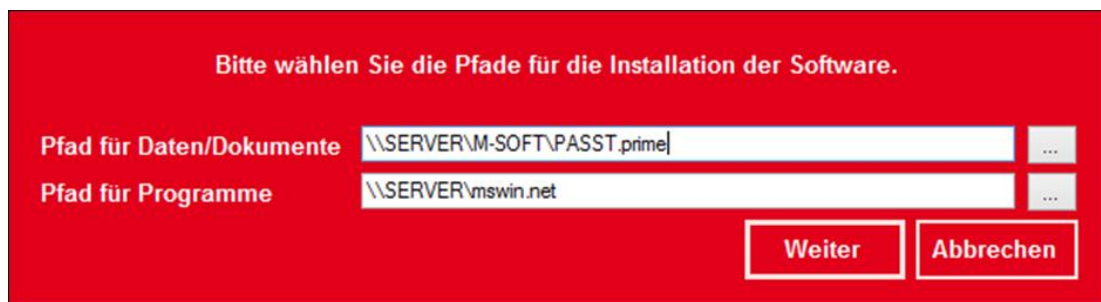 Bitte wählen Sie die Pfade für die Installation der Software.
Pfad für Daten/Dokumente \\SERVER\M-SOFT\PASST.prime ...
Pfad für Programme \\SERVER\mswin.net ...
Weiter Abbrechen